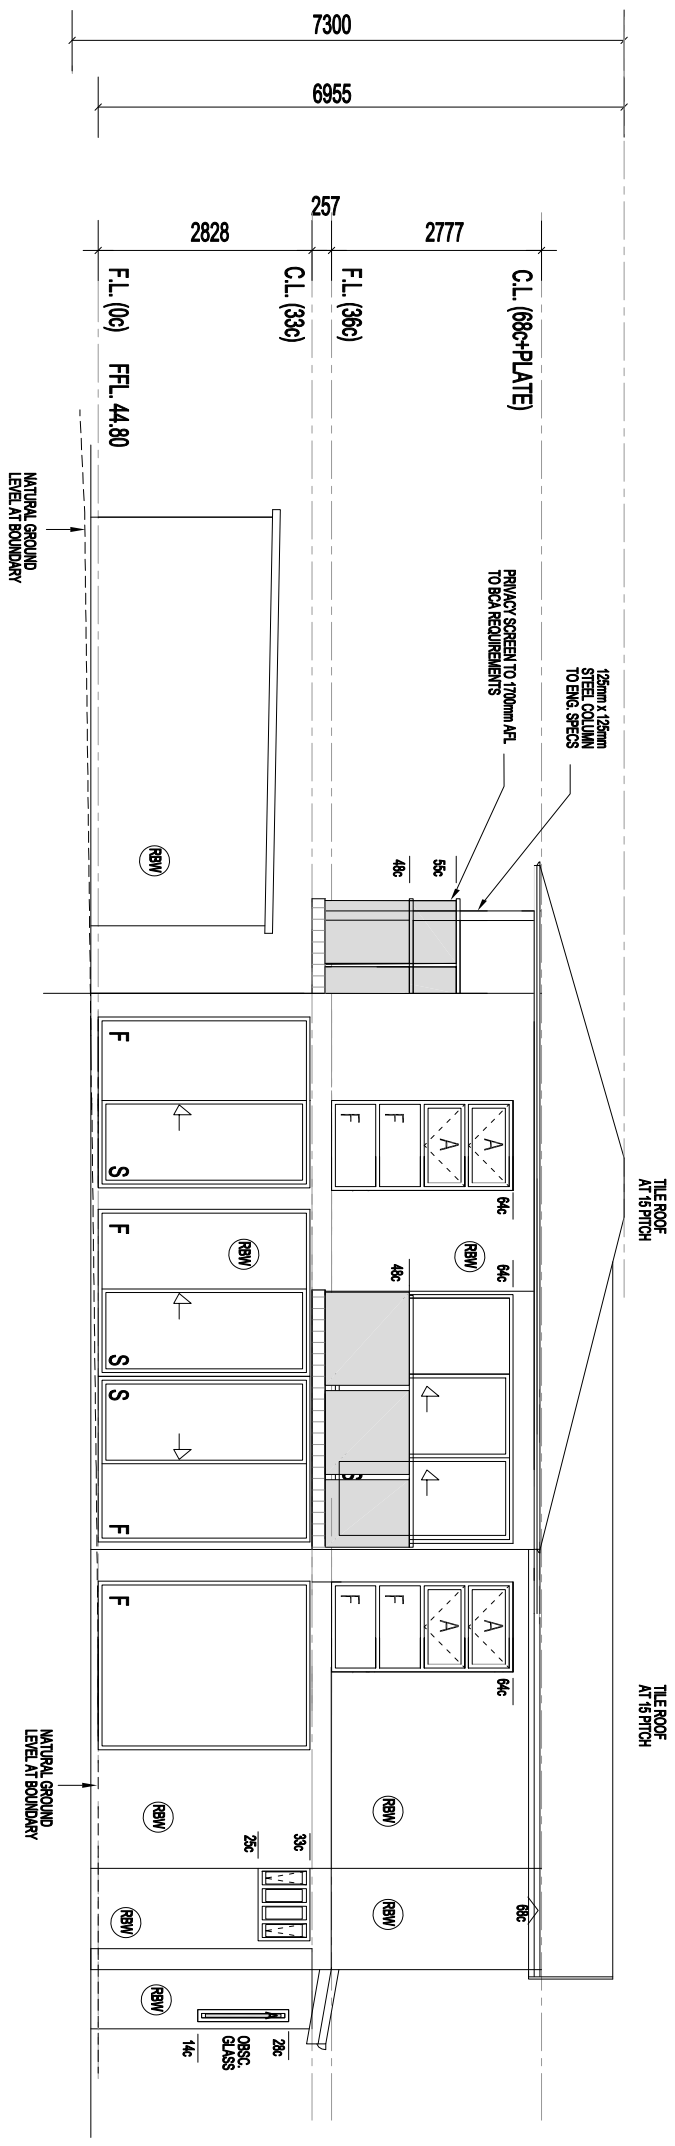 7300
6955
2828
257
2777
F.L. (0c) FFL. 44.80
C.L. (33c)
F.L. (36c)
C.L. (68c+PLATE)
NATURAL GROUND
LEVEL AT BOUNDARY
PRIVACY SCREEN TO 1700mm AFL
TO BCA REQUIREMENTS
125mm x 125mm
STEEL COLUMN
TO ENG. SPECS
RBW
48c
55c
TILE ROOF
AT 15 PITCH
F
S
F
F
A
A
64c
RBW
RBW
64c
48c
F
S
S
F
S
F
F
F
A
A
64c
TILE ROOF
AT 15 PITCH
NATURAL GROUND
LEVEL AT BOUNDARY
RBW
RBW
25c
33c
RBW
RBW
68c
RBW
A
14c
28c
OBSC.
GLASS